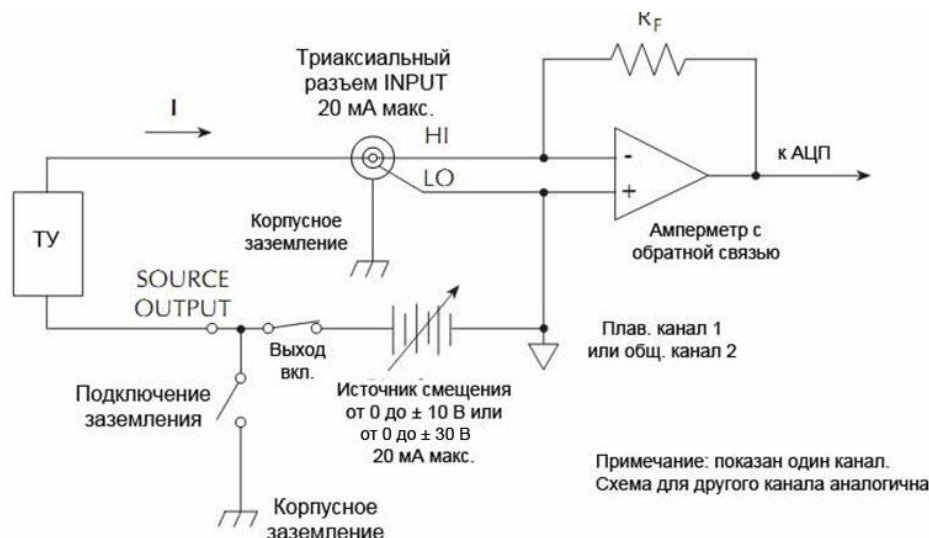 R_F
Триаксиальный
разъем INPUT
20 мА макс.
I
HI
LO
-
+
к АЦП
Корпусное
заземление
Амперметр с
обратной связью
ТУ
SOURCE
OUTPUT
Выход
вкл.
Плав. канал 1
или общ. канал 2
Подключение
заземления
Источник смещения
от 0 до ± 10 В или
от 0 до ± 30 В
20 мА макс.
Примечание: показан один канал.
Схема для другого канала аналогична
Корпусное
заземление